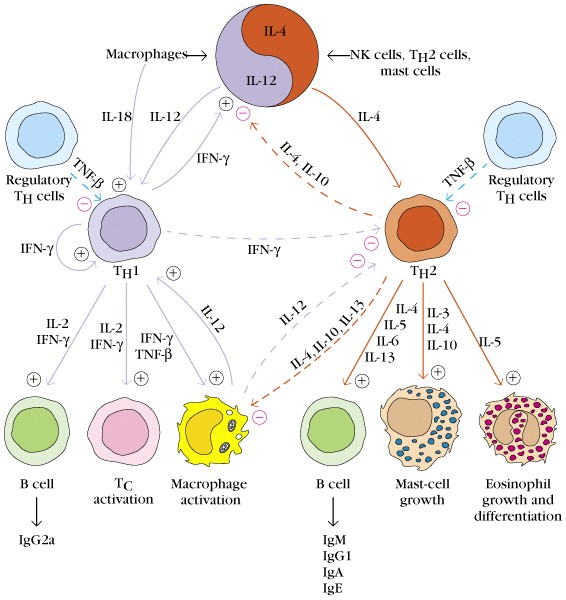 IL-4
Macrophages
NK cells, TH2 cells,
mast cells
IL-12
+
−
IL-18
IL-12
IL-4
IFN-γ
IL-4, IL-10
TNF-β
TNF-β
Regulatory
TH cells
Regulatory
TH cells
+
−
−
IFN-γ
+
IFN-γ
−
−
TH1
TH2
+
IL-12
IL-12
IL-4, IL-10, IL-13
IL-2
IFN-γ
IL-2
IFN-γ
IFN-γ
TNF-β
IL-4
IL-5
IL-6
IL-13
IL-3
IL-4
IL-10
IL-5
+
+
+
−
+
+
+
B cell
TC
activation
Macrophage
activation
B cell
Mast-cell
growth
Eosinophil
growth and
differentiation
IgG2a
IgM
IgG1
IgA
IgE